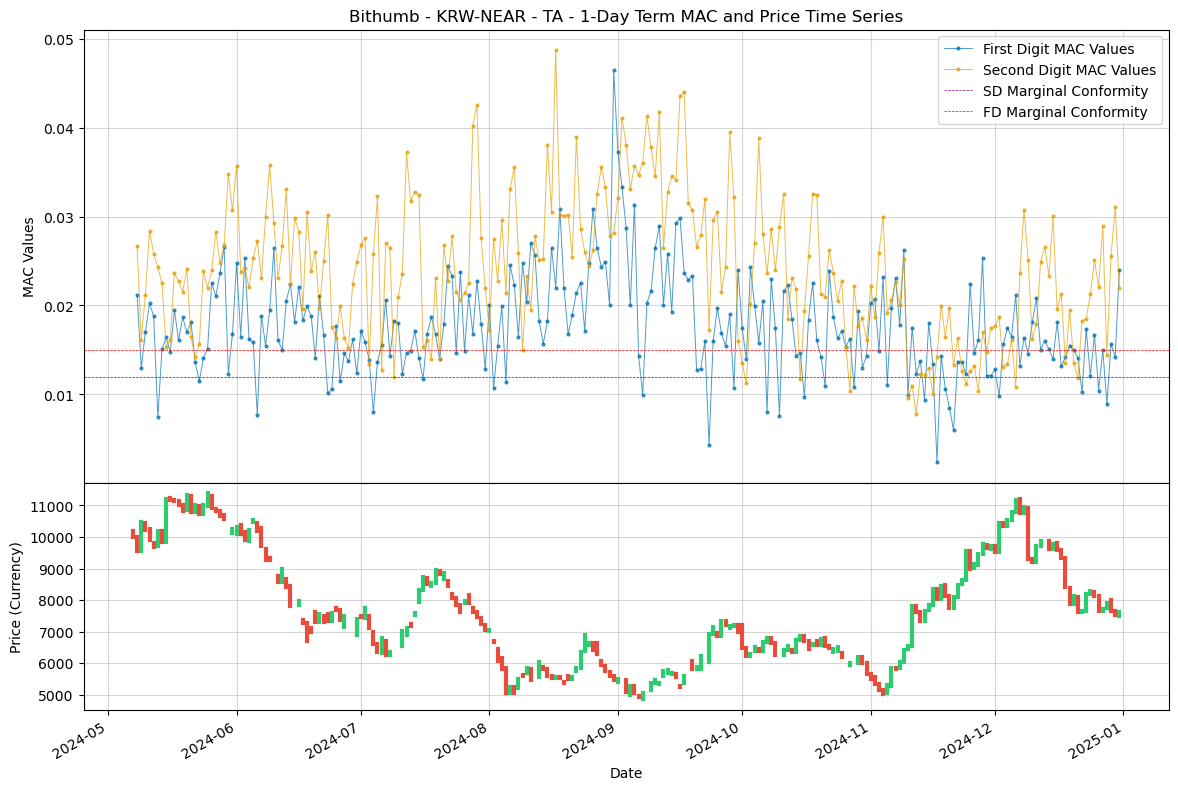 Bithumb - KRW-NEAR - TA - 1-Day Term MAC and Price Time Series
First Digit MAC Values
Second Digit MAC Values
SD Marginal Conformity
FD Marginal Conformity
MAC Values
0.05
0.04
0.03
0.02
0.01
Price (Currency)
11000
10000
9000
8000
7000
6000
5000
2024-05
2024-06
2024-07
2024-08
2024-09
2024-10
2024-11
2024-12
2025-01
Date